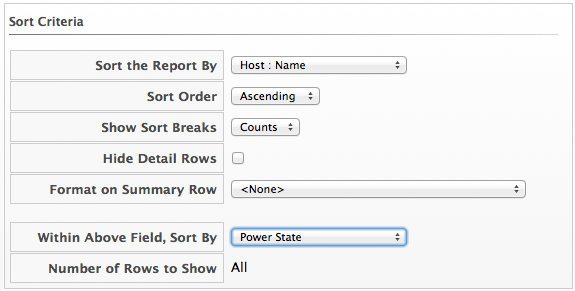 Sort Criteria
Sort the Report By Host : Name
Sort Order Ascending
Show Sort Breaks Counts
Hide Detail Rows
Format on Summary Row <None>
Within Above Field, Sort By Power State
Number of Rows to Show All